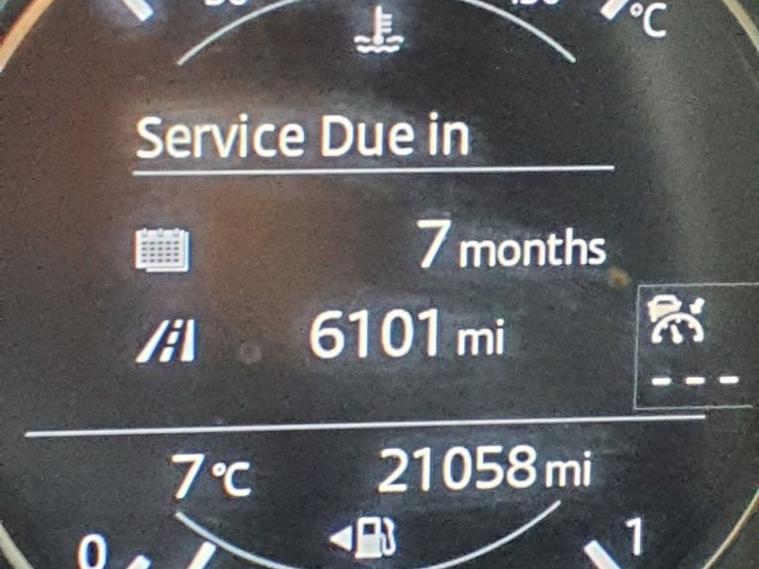 °C
Service Due in
7 months
6101 mi
---
7 °C 21058 mi
0 1